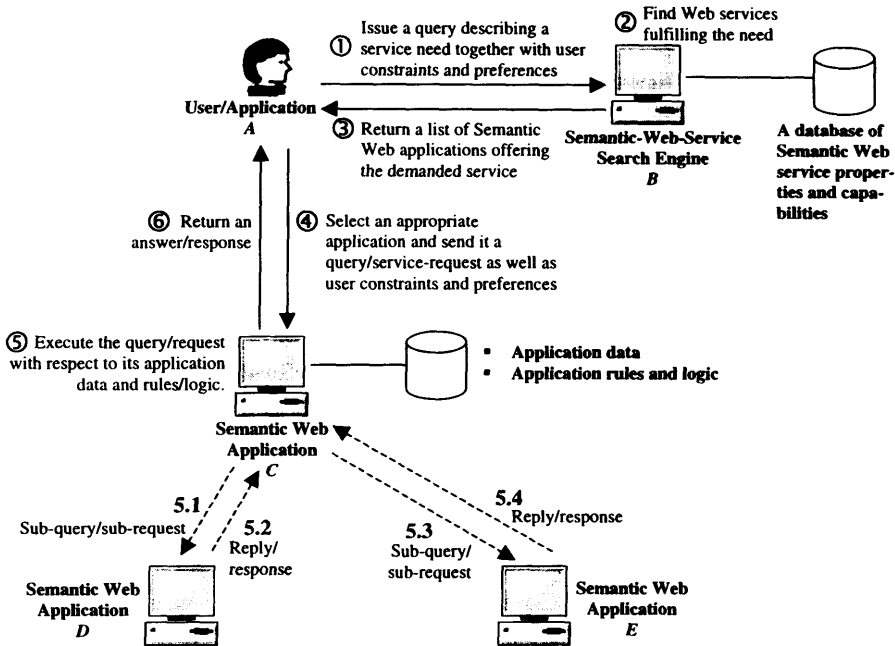 ① Issue a query describing a
service need together with user
constraints and preferences
② Find Web services
fulfilling the need
User/Application
A
③ Return a list of Semantic
Web applications offering
the demanded service
Semantic-Web-Service
Search Engine
B
A database of
Semantic Web
service proper-
ties and capa-
bilities
⑥ Return an
answer/response
④ Select an appropriate
application and send it a
query/service-request as well as
user constraints and preferences
⑤ Execute the query/request
with respect to its application
data and rules/logic.
▪ Application data
▪ Application rules and logic
Semantic Web
Application
C
5.1
Sub-query/sub-request
5.2
Reply/
response
5.3
Sub-query/
sub-request
5.4
Reply/response
Semantic Web
Application
D
Semantic Web
Application
E